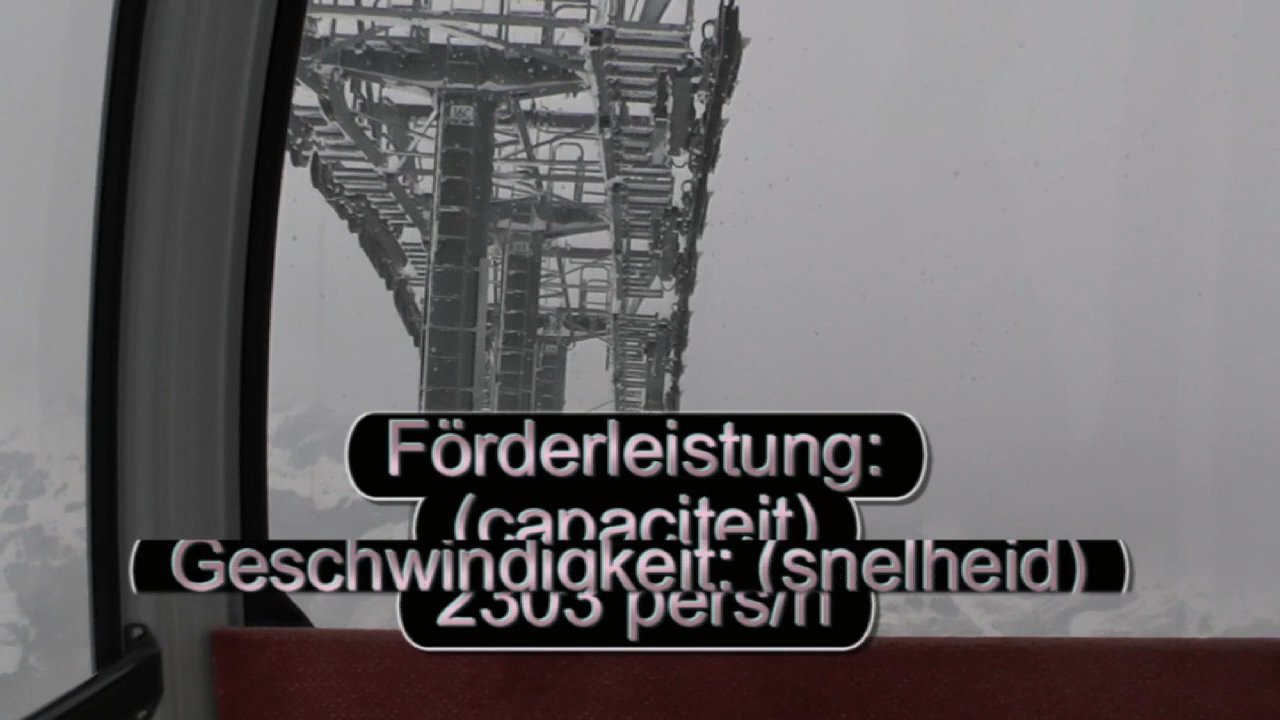 Förderleistung:
(capaciteit)
Geschwindigkeit: (snelheid)
2303 pers/h